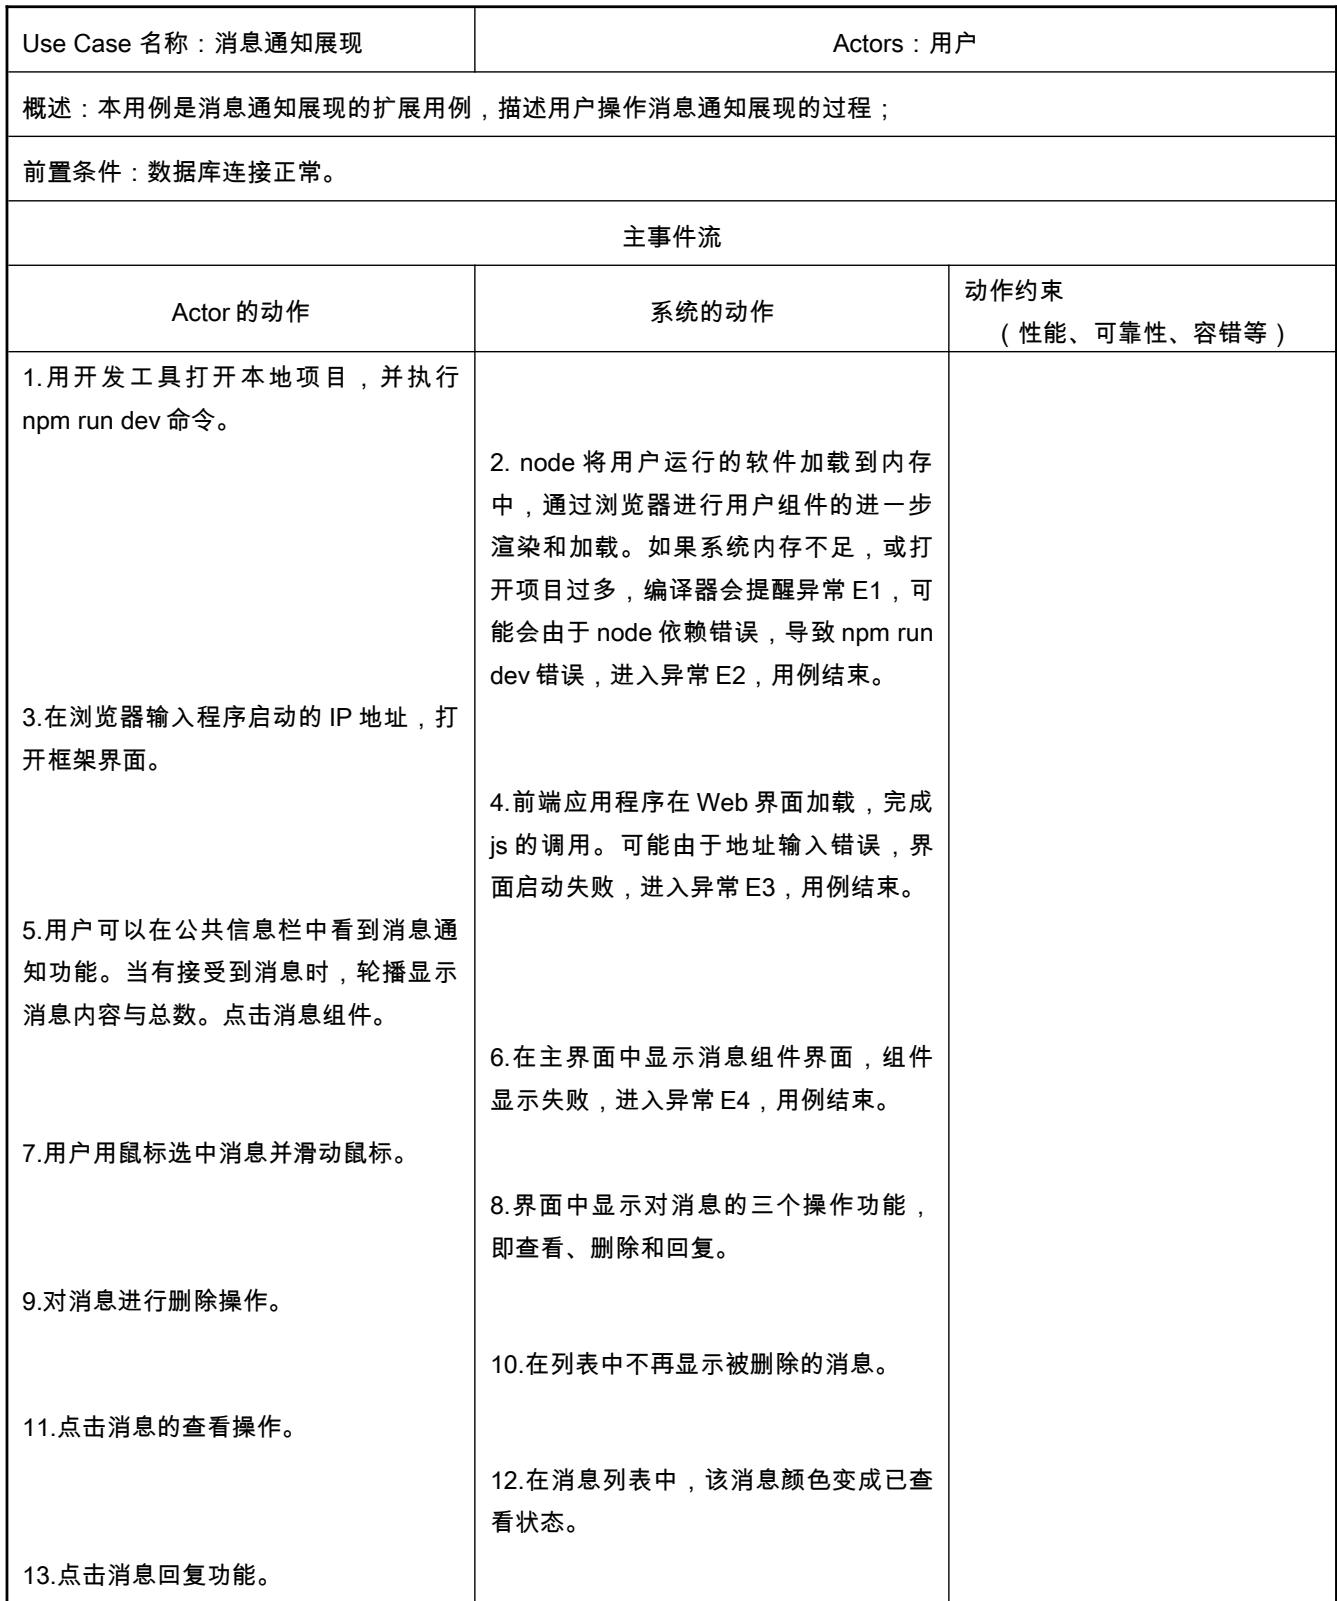 Use Case 名称：消息通知展现
Actors：用户
概述：本用例是消息通知展现的扩展用例，描述用户操作消息通知展现的过程；
前置条件：数据库连接正常。
主事件流
Actor 的动作
系统的动作
动作约束
（性能、可靠性、容错等）
1.用开发工具打开本地项目，并执行
npm run dev 命令。
2. node 将用户运行的软件加载到内存
中，通过浏览器进行用户组件的进一步
渲染和加载。如果系统内存不足，或打
开项目过多，编译器会提醒异常 E1，可
能会由于 node 依赖错误，导致 npm run
dev 错误，进入异常 E2，用例结束。
3.在浏览器输入程序启动的 IP 地址，打
开框架界面。
4.前端应用程序在 Web 界面加载，完成
js 的调用。可能由于地址输入错误，界
面启动失败，进入异常 E3，用例结束。
5.用户可以在公共信息栏中看到消息通
知功能。当有接受到消息时，轮播显示
消息内容与总数。点击消息组件。
6.在主界面中显示消息组件界面，组件
显示失败，进入异常 E4，用例结束。
7.用户用鼠标选中消息并滑动鼠标。
8.界面中显示对消息的三个操作功能，
即查看、删除和回复。
9.对消息进行删除操作。
10.在列表中不再显示被删除的消息。
11.点击消息的查看操作。
12.在消息列表中，该消息颜色变成已查
看状态。
13.点击消息回复功能。